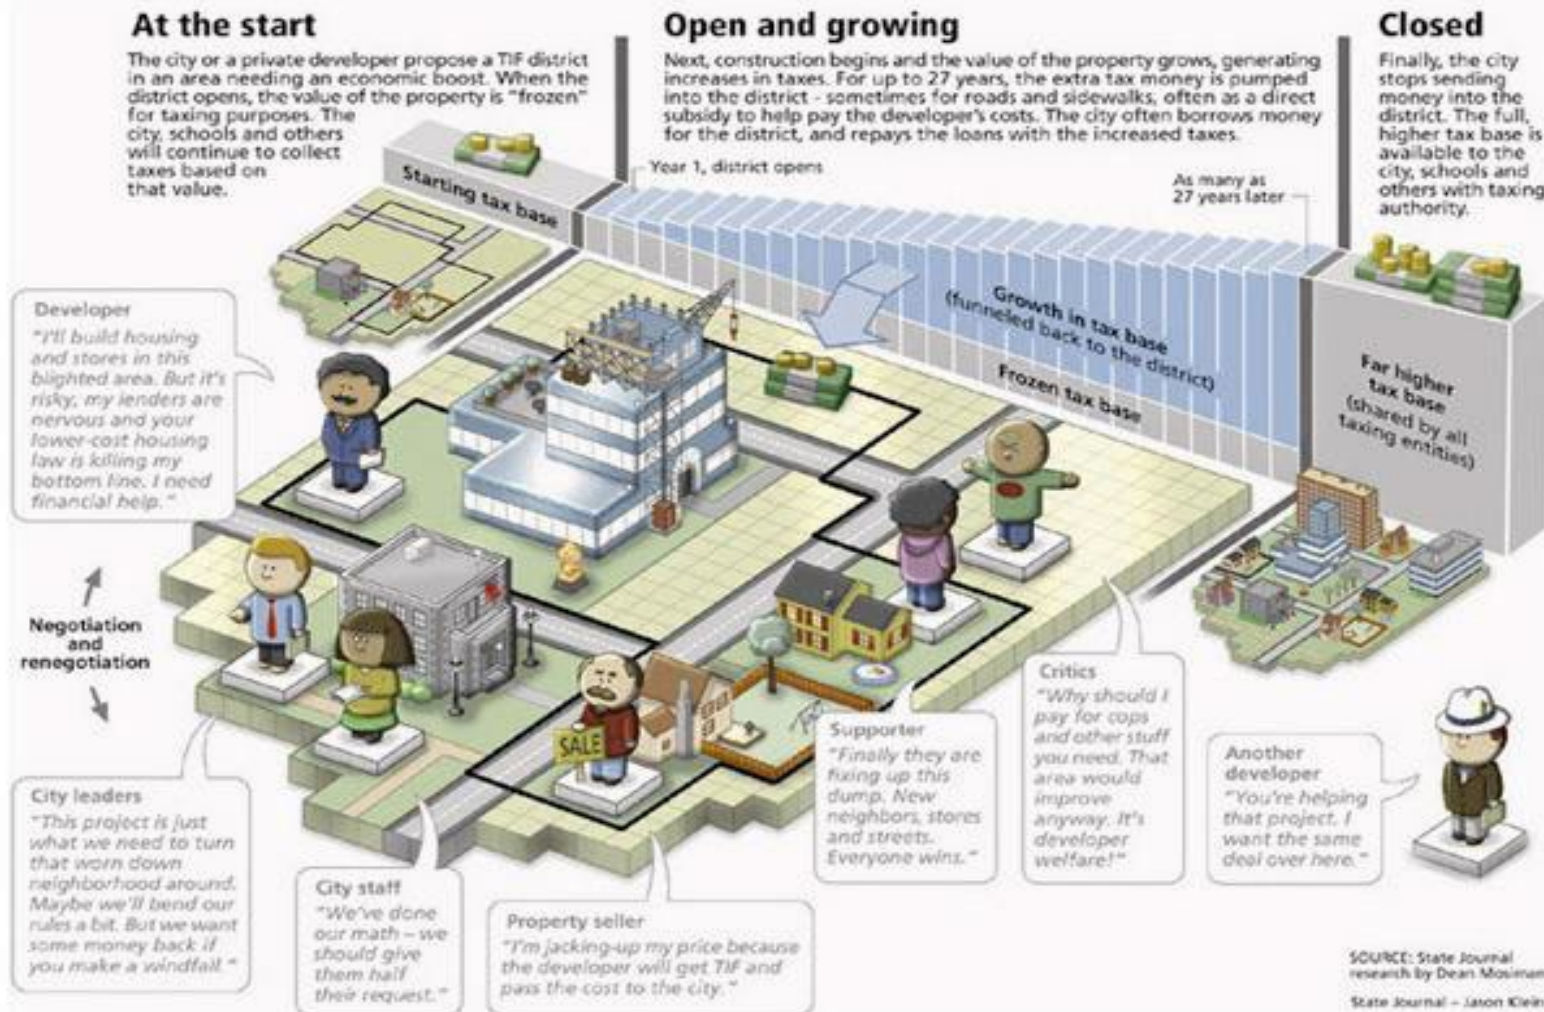 At the start
The city or a private developer propose a TIF district
in an area needing an economic boost. When the
district opens, the value of the property is "frozen"
for taxing purposes. The
city, schools and others
will continue to collect
taxes based on
that value.
Open and growing
Next, construction begins and the value of the property grows, generating
increases in taxes. For up to 27 years, the extra tax money is pumped
into the district - sometimes for roads and sidewalks, often as a direct
subsidy to help pay the developer's costs. The city often borrows money
for the district, and repays the loans with the increased taxes.
Closed
Finally, the city
stops sending
money into the
district. The full,
higher tax base is
available to the
city, schools and
others with taxing
authority.
Starting tax base
Year 1, district opens
As many as
27 years later
Growth in tax base
(funneled back to the district)
Frozen tax base
Far higher
tax base
(shared by all
taxing entities)
Developer
"I'll build housing
and stores in this
blighted area. But it's
risky, my lenders are
nervous and your
lower-cost housing
law is killing my
bottom line. I need
financial help."
Negotiation
and
renegotiation
SALE
City leaders
"This project is just
what we need to turn
that worn down
neighborhood around.
Maybe we'll bend our
rules a bit. But we want
some money back if
you make a windfall."
City staff
"We've done
our math – we
should give
them half
their request."
Property seller
"I'm jacking-up my price because
the developer will get TIF and
pass the cost to the city."
Supporter
"Finally they are
fixing up this
dump. New
neighbors, stores
and streets.
Everyone wins."
Critics
"Why should I
pay for cops
and other stuff
you need. That
area would
improve
anyway. It's
developer
welfare!"
Another
developer
"You're helping
that project. I
want the same
deal over here."
SOURCE: State Journal
research by Dean Mosiman
State Journal – Jason Klein